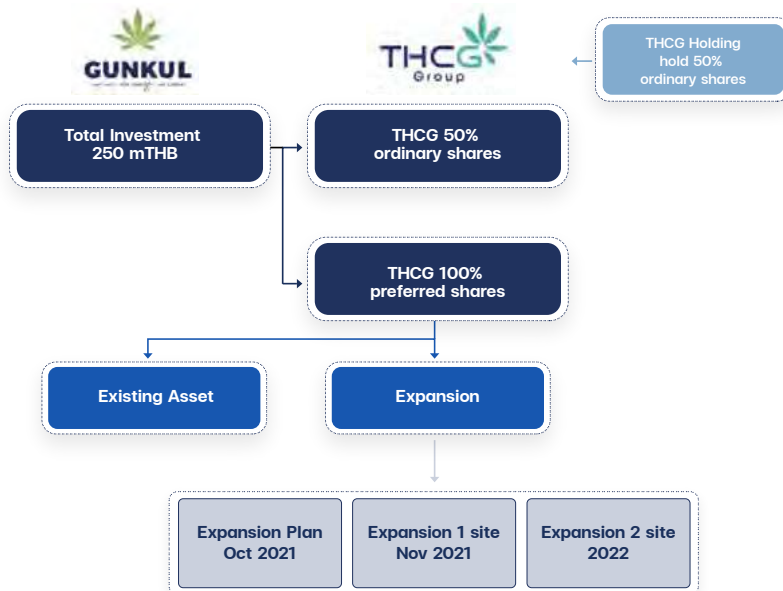 GUNKUL
THCG
Group
THCG Holding
hold 50%
ordinary shares
Total Investment
250 mTHB
THCG 50%
ordinary shares
THCG 100%
preferred shares
Existing Asset
Expansion
Expansion Plan
Oct 2021
Expansion 1 site
Nov 2021
Expansion 2 site
2022